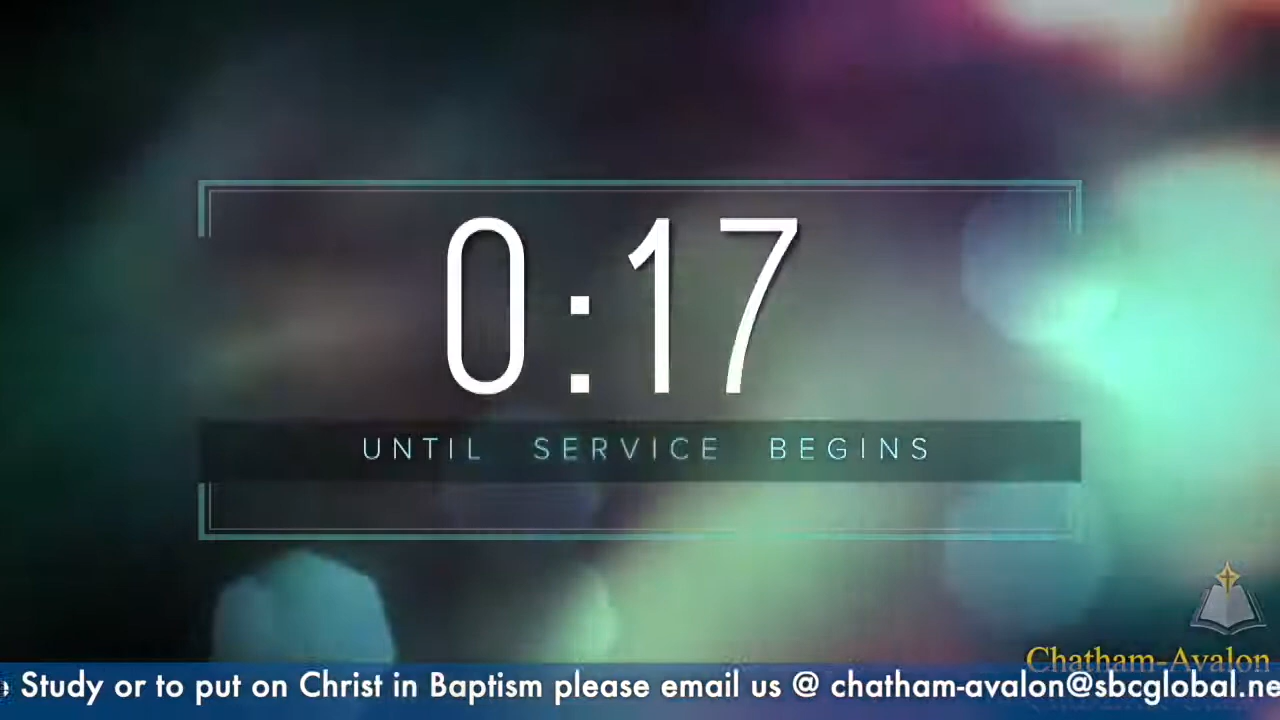 0:17
UNTIL SERVICE BEGINS
Chatham-Avalon
Study or to put on Christ in Baptism please email us @ chatham-avalon@sbcglobal.ne